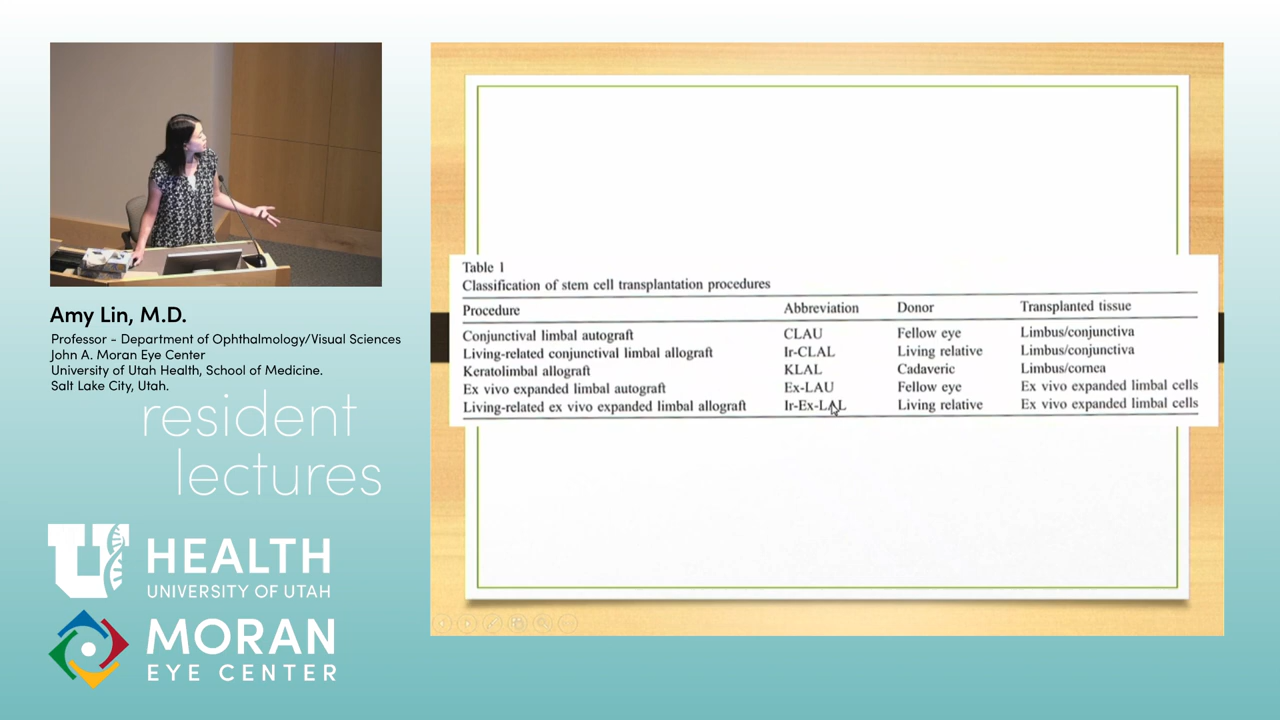 Amy Lin, M.D.
Professor - Department of Ophthalmology/Visual Sciences
John A. Moran Eye Center
University of Utah Health, School of Medicine.
Salt Lake City, Utah.
resident
lectures
U HEALTH
UNIVERSITY OF UTAH
MORAN
EYE CENTER
Table 1
Classification of stem cell transplantation procedures
Procedure Abbreviation Donor Transplanted tissue
Conjunctival limbal autograft CLAU Fellow eye Limbus/conjunctiva
Living-related conjunctival limbal allograft Ir-CLAL Living relative Limbus/conjunctiva
Keratolimbal allograft KLAL Cadaveric Limbus/cornea
Ex vivo expanded limbal autograft Ex-LAU Fellow eye Ex vivo expanded limbal cells
Living-related ex vivo expanded limbal allograft Ir-Ex-LAL Living relative Ex vivo expanded limbal cells